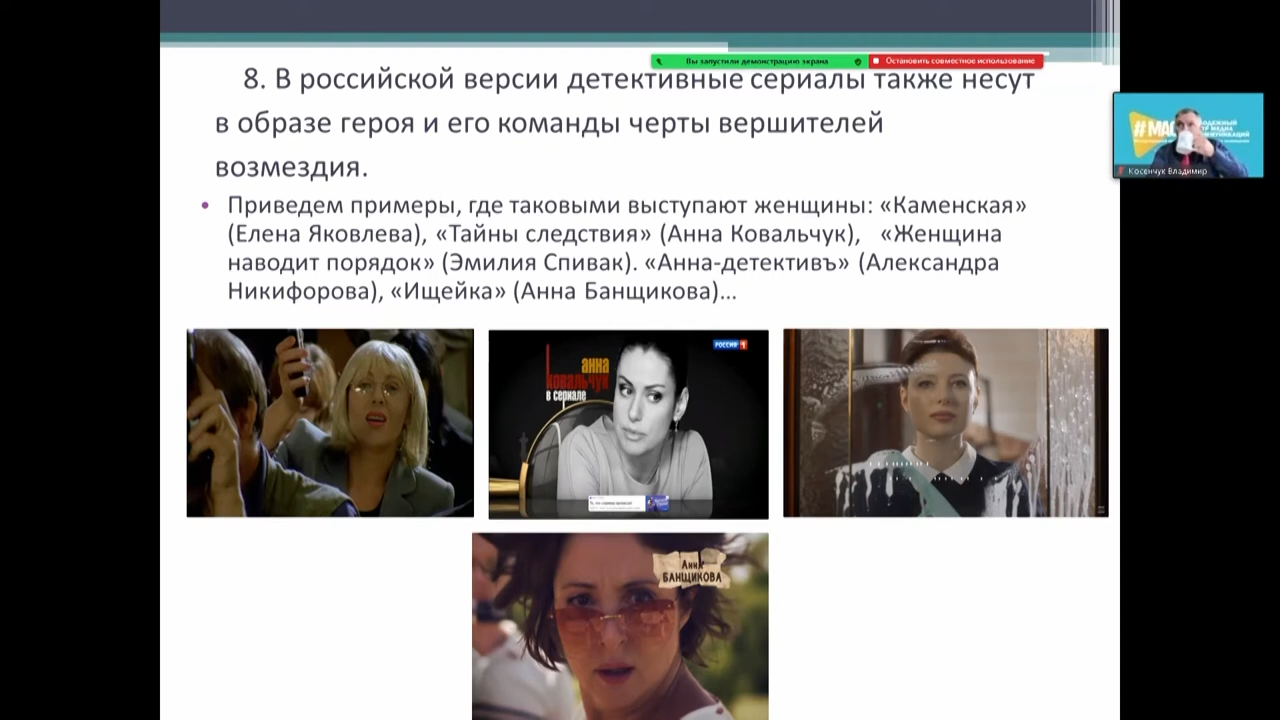 Вы запустили демонстрацию экрана
Остановить совместное использование
8. В российской версии детективные сериалы также несут
в образе героя и его команды черты вершителей
возмездия.
• Приведем примеры, где таковыми выступают женщины: «Каменская»
(Елена Яковлева), «Тайны следствия» (Анна Ковальчук), «Женщина
наводит порядок» (Эмилия Спивак). «Анна-детективъ» (Александра
Никифорова), «Ищейка» (Анна Банщикова)…
Косенчук Владимир
РОССИЯ 1
анна
ковальчук
в сериале
Анна
БАНЩИКОВА